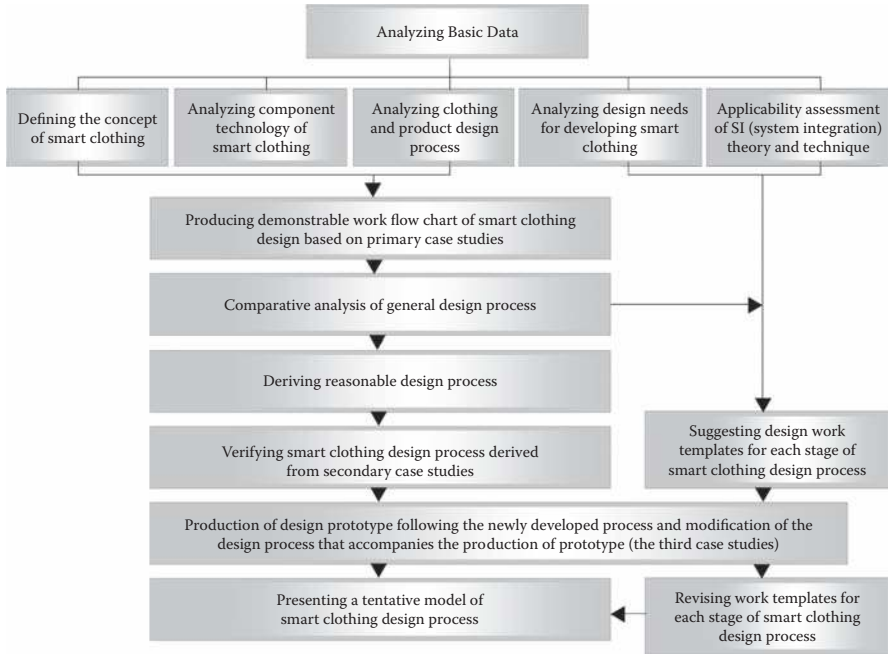 Analyzing Basic Data
Defining the concept
of smart clothing
Analyzing component
technology of
smart clothing
Analyzing clothing
and product design
process
Analyzing design needs
for developing smart
clothing
Applicability assessment
of SI (system integration)
theory and technique
Producing demonstrable work flow chart of smart clothing
design based on primary case studies
Comparative analysis of general design process
Deriving reasonable design process
Verifying smart clothing design process derived
from secondary case studies
Suggesting design work
templates for each stage of
smart clothing design process
Production of design prototype following the newly developed process and modification of the
design process that accompanies the production of prototype (the third case studies)
Presenting a tentative model of
smart clothing design process
Revising work templates for
each stage of smart clothing
design process